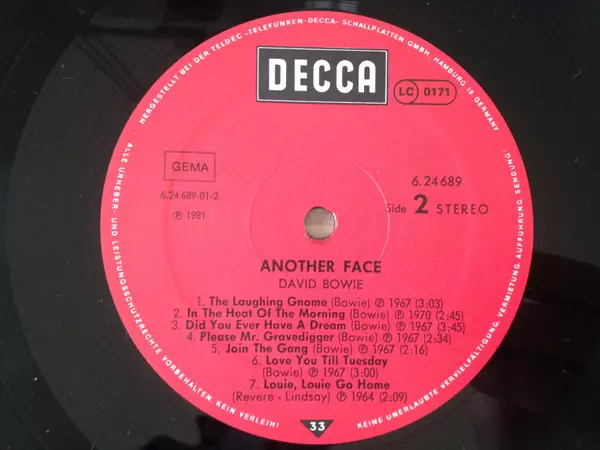 HERGESTELLT BEI DER TELDEC »TELEFUNKEN-DECCA« SCHALLPLATTEN GMBH. HAMBURG 19 GERMANY
DECCA
LC 0171
GEMA
6.24 689-01-2
℗ 1981
6.24689
Side 2 STEREO
ANOTHER FACE
DAVID BOWIE
1. The Laughing Gnome (Bowie) ℗ 1967 (3:03)
2. In The Heat Of The Morning (Bowie) ℗ 1970 (2:45)
3. Did You Ever Have A Dream (Bowie) ℗ 1967 (3:45)
4. Please Mr. Gravedigger (Bowie) ℗ 1967 (2:34)
5. Join The Gang (Bowie) ℗ 1967 (2:16)
6. Love You Till Tuesday
(Bowie) ℗ 1967 (3:00)
7. Louie, Louie Go Home
(Revere - Lindsay) ℗ 1964 (2:09)
33
ALLE URHEBER- UND LEISTUNGSSCHUTZRECHTE VORBEHALTEN KEIN VERLEIH!
KEINE UNERLAUBTE VERVIELFÄLTIGUNG, VERMIETUNG, AUFFÜHRUNG, SENDUNG!